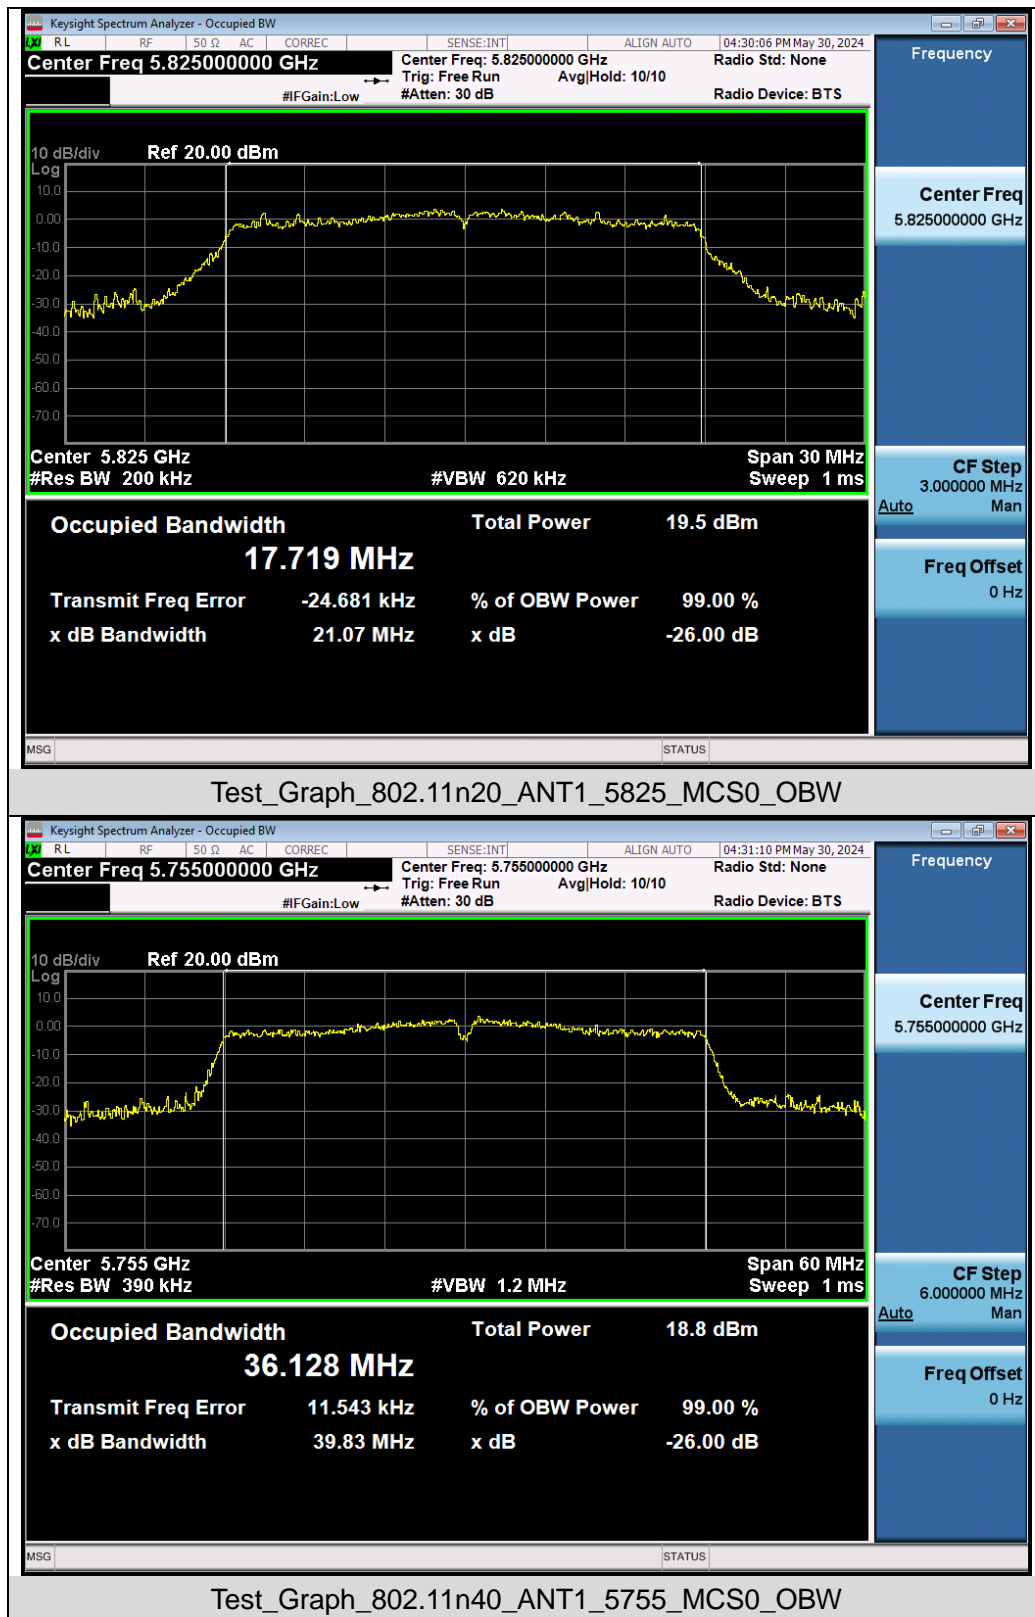 Keysight Spectrum Analyzer - Occupied BW
LXI RL RF 50 Ω AC CORREC SENSE:INT ALIGN AUTO 04:30:06 PM May 30, 2024
Center Freq 5.825000000 GHz
Center Freq: 5.825000000 GHz
Radio Std: None
Trig: Free Run Avg|Hold: 10/10
#IFGain:Low
#Atten: 30 dB
Radio Device: BTS
Frequency
10 dB/div Ref 20.00 dBm
Log
10.0
0.00
-10.0
-20.0
-30.0
-40.0
-50.0
-60.0
-70.0
Center 5.825 GHz Span 30 MHz
#Res BW 200 kHz #VBW 620 kHz Sweep 1 ms
Center Freq
5.825000000 GHz
CF Step
3.000000 MHz
Auto Man
Freq Offset
0 Hz
Occupied Bandwidth Total Power 19.5 dBm
17.719 MHz
Transmit Freq Error -24.681 kHz % of OBW Power 99.00 %
x dB Bandwidth 21.07 MHz x dB -26.00 dB
MSG STATUS
Test_Graph_802.11n20_ANT1_5825_MCS0_OBW
Keysight Spectrum Analyzer - Occupied BW
LXI RL RF 50 Ω AC CORREC SENSE:INT ALIGN AUTO 04:31:10 PM May 30, 2024
Center Freq 5.755000000 GHz
Center Freq: 5.755000000 GHz
Radio Std: None
Trig: Free Run Avg|Hold: 10/10
#IFGain:Low
#Atten: 30 dB
Radio Device: BTS
Frequency
10 dB/div Ref 20.00 dBm
Log
10.0
0.00
-10.0
-20.0
-30.0
-40.0
-50.0
-60.0
-70.0
Center 5.755 GHz Span 60 MHz
#Res BW 390 kHz #VBW 1.2 MHz Sweep 1 ms
Center Freq
5.755000000 GHz
CF Step
6.000000 MHz
Auto Man
Freq Offset
0 Hz
Occupied Bandwidth Total Power 18.8 dBm
36.128 MHz
Transmit Freq Error 11.543 kHz % of OBW Power 99.00 %
x dB Bandwidth 39.83 MHz x dB -26.00 dB
MSG STATUS
Test_Graph_802.11n40_ANT1_5755_MCS0_OBW